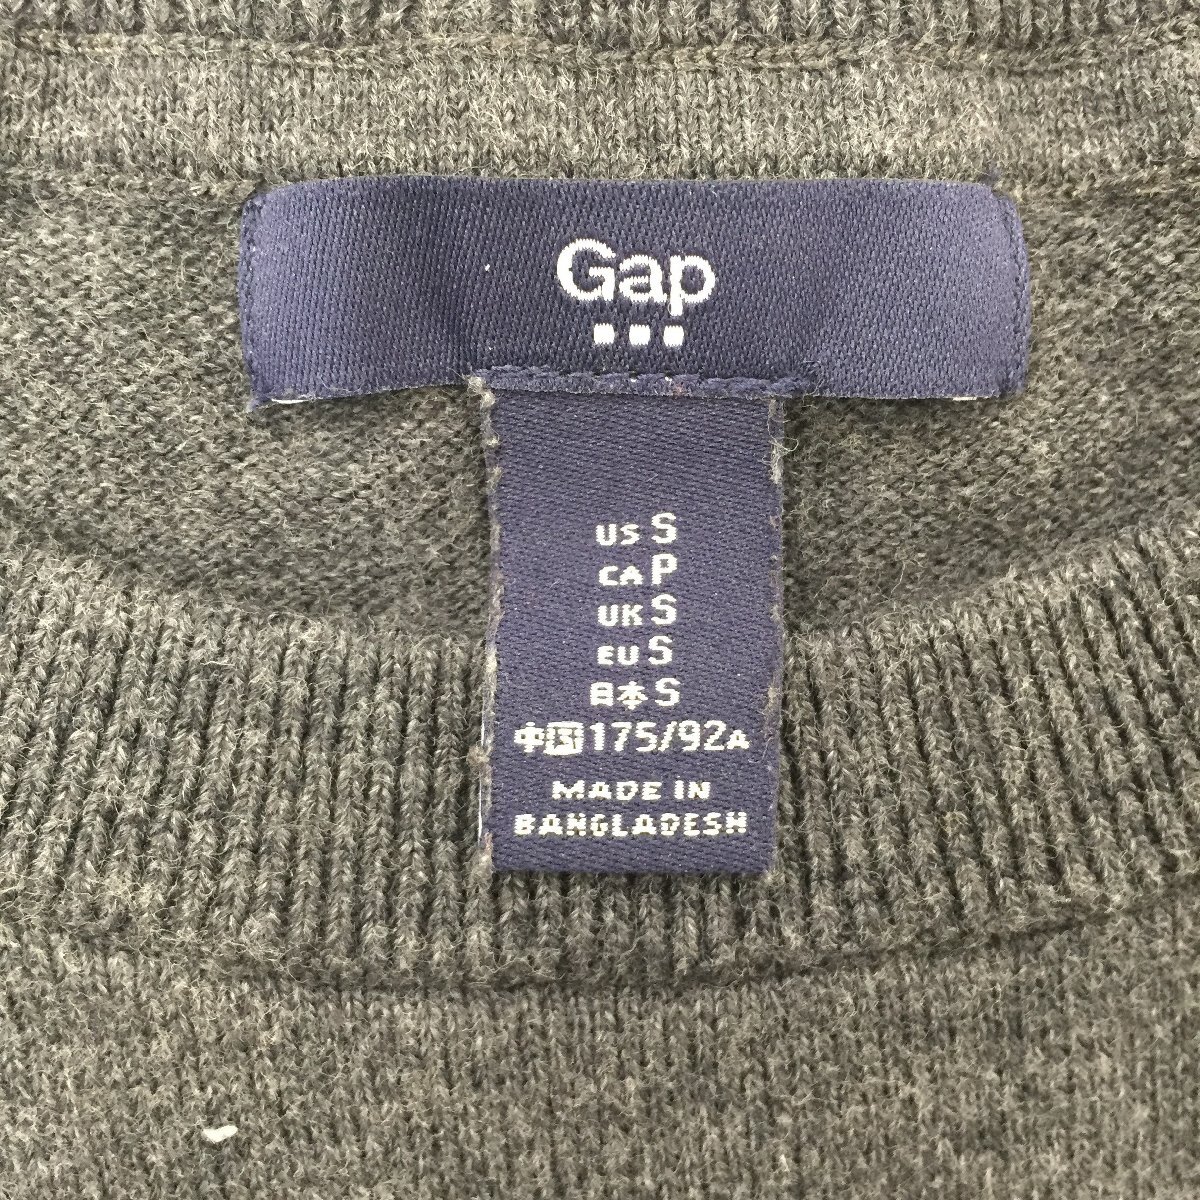 Gap
US S
CA P
UK S
EU S
日本 S
中国 175/92A
MADE IN
BANGLADESH